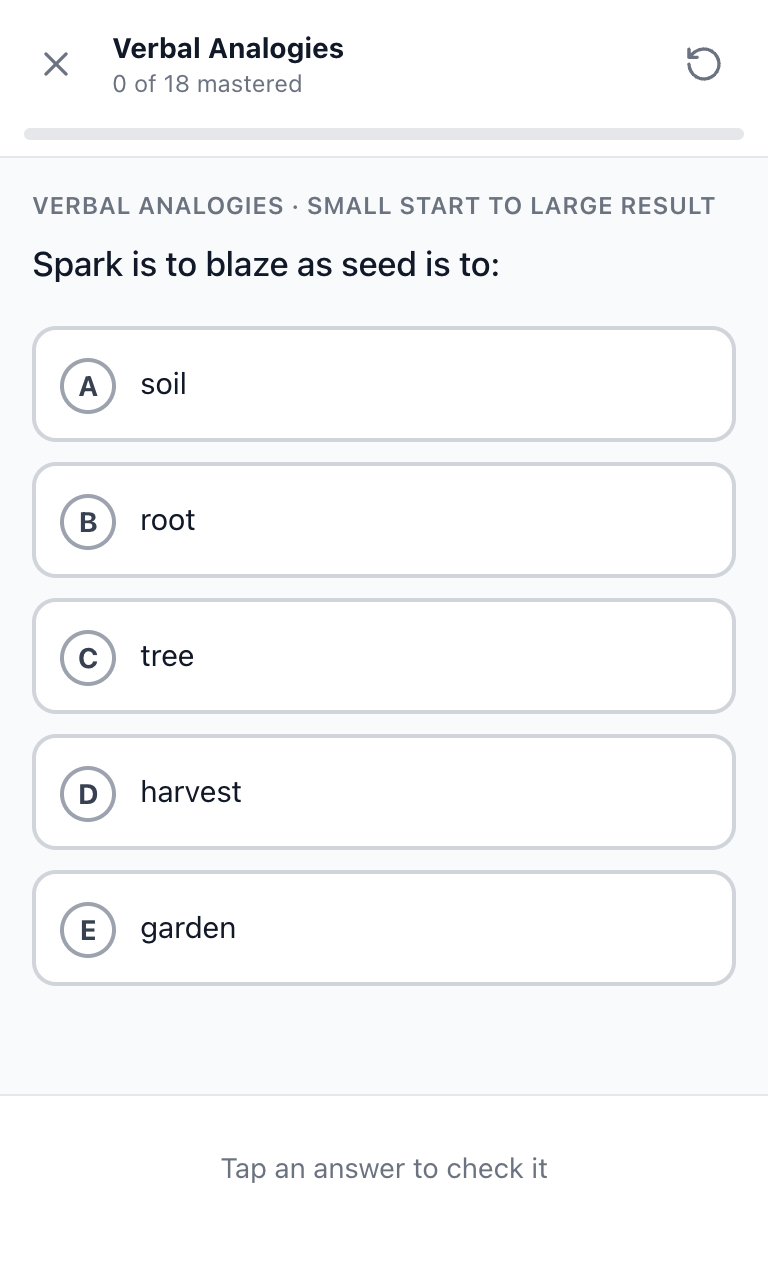 Verbal Analogies
0 of 18 mastered
VERBAL ANALOGIES · SMALL START TO LARGE RESULT
Spark is to blaze as seed is to:
A soil
B root
C tree
D harvest
E garden
Tap an answer to check it